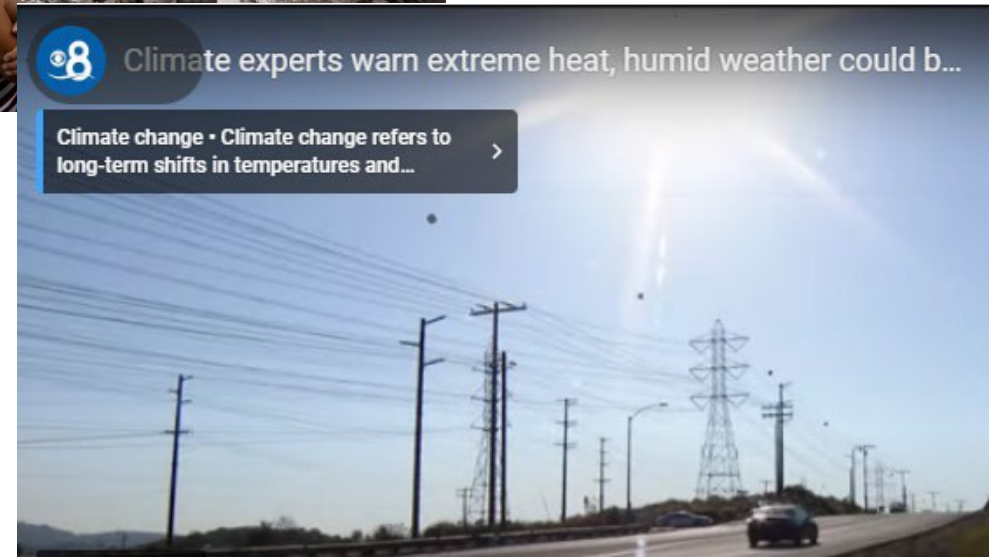 8
Climate experts warn extreme heat, humid weather could b...
Climate change • Climate change refers to
long-term shifts in temperatures and...